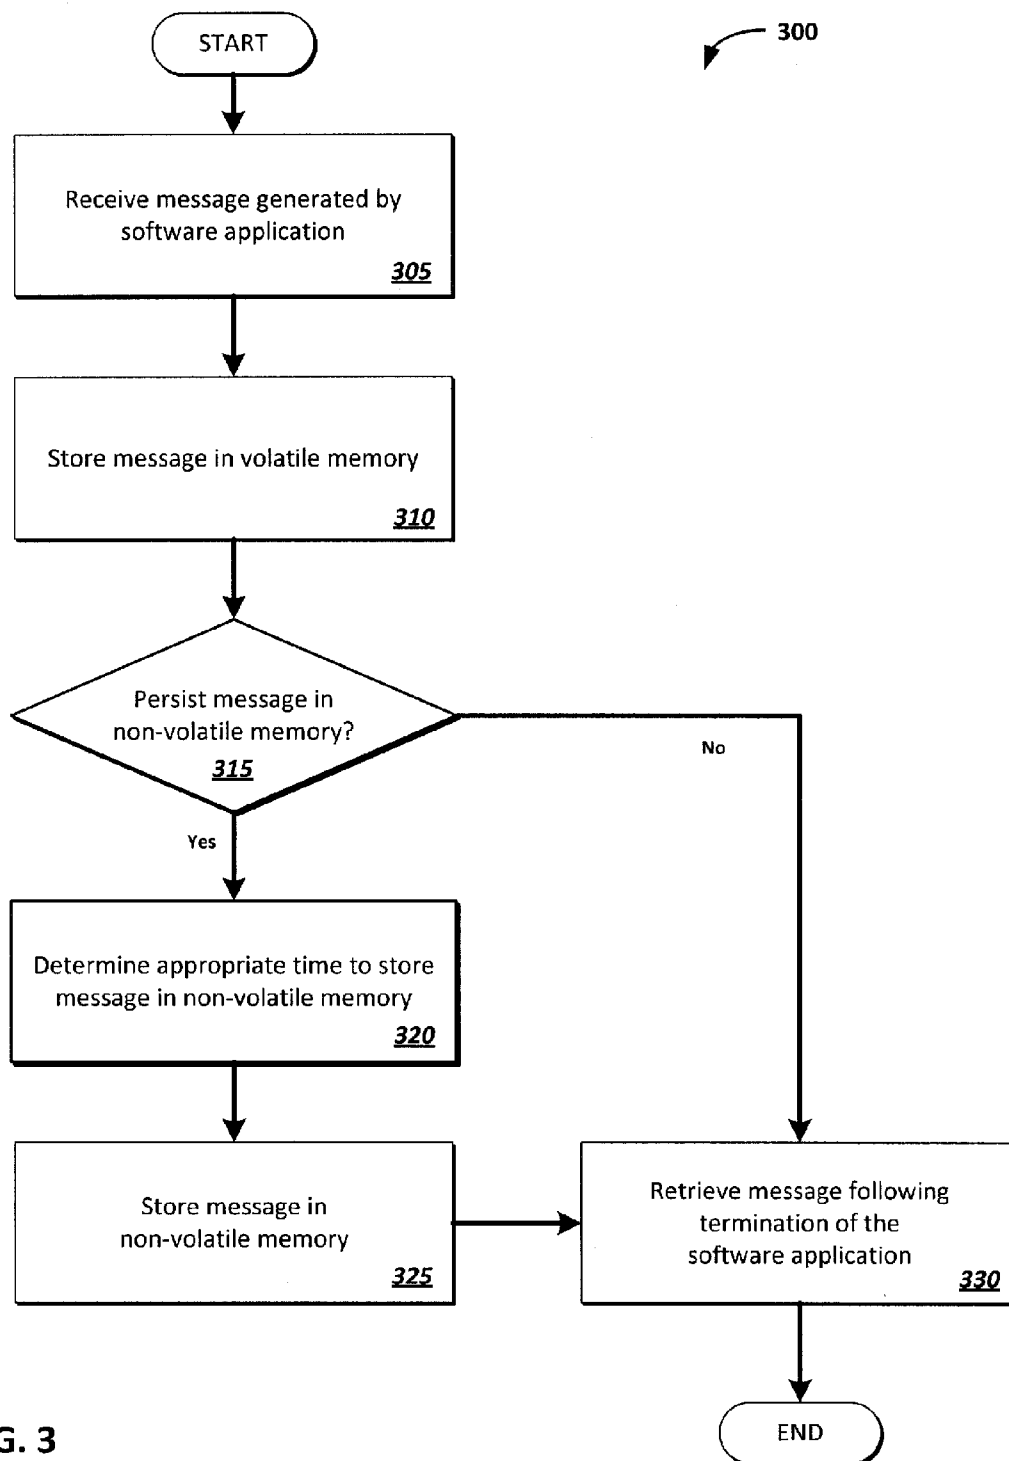 START
300
Receive message generated by
software application
305
Store message in volatile memory
310
Persist message in
non-volatile memory?
315
No
Yes
Determine appropriate time to store
message in non-volatile memory
320
Store message in
non-volatile memory
325
Retrieve message following
termination of the
software application
330
END
G. 3